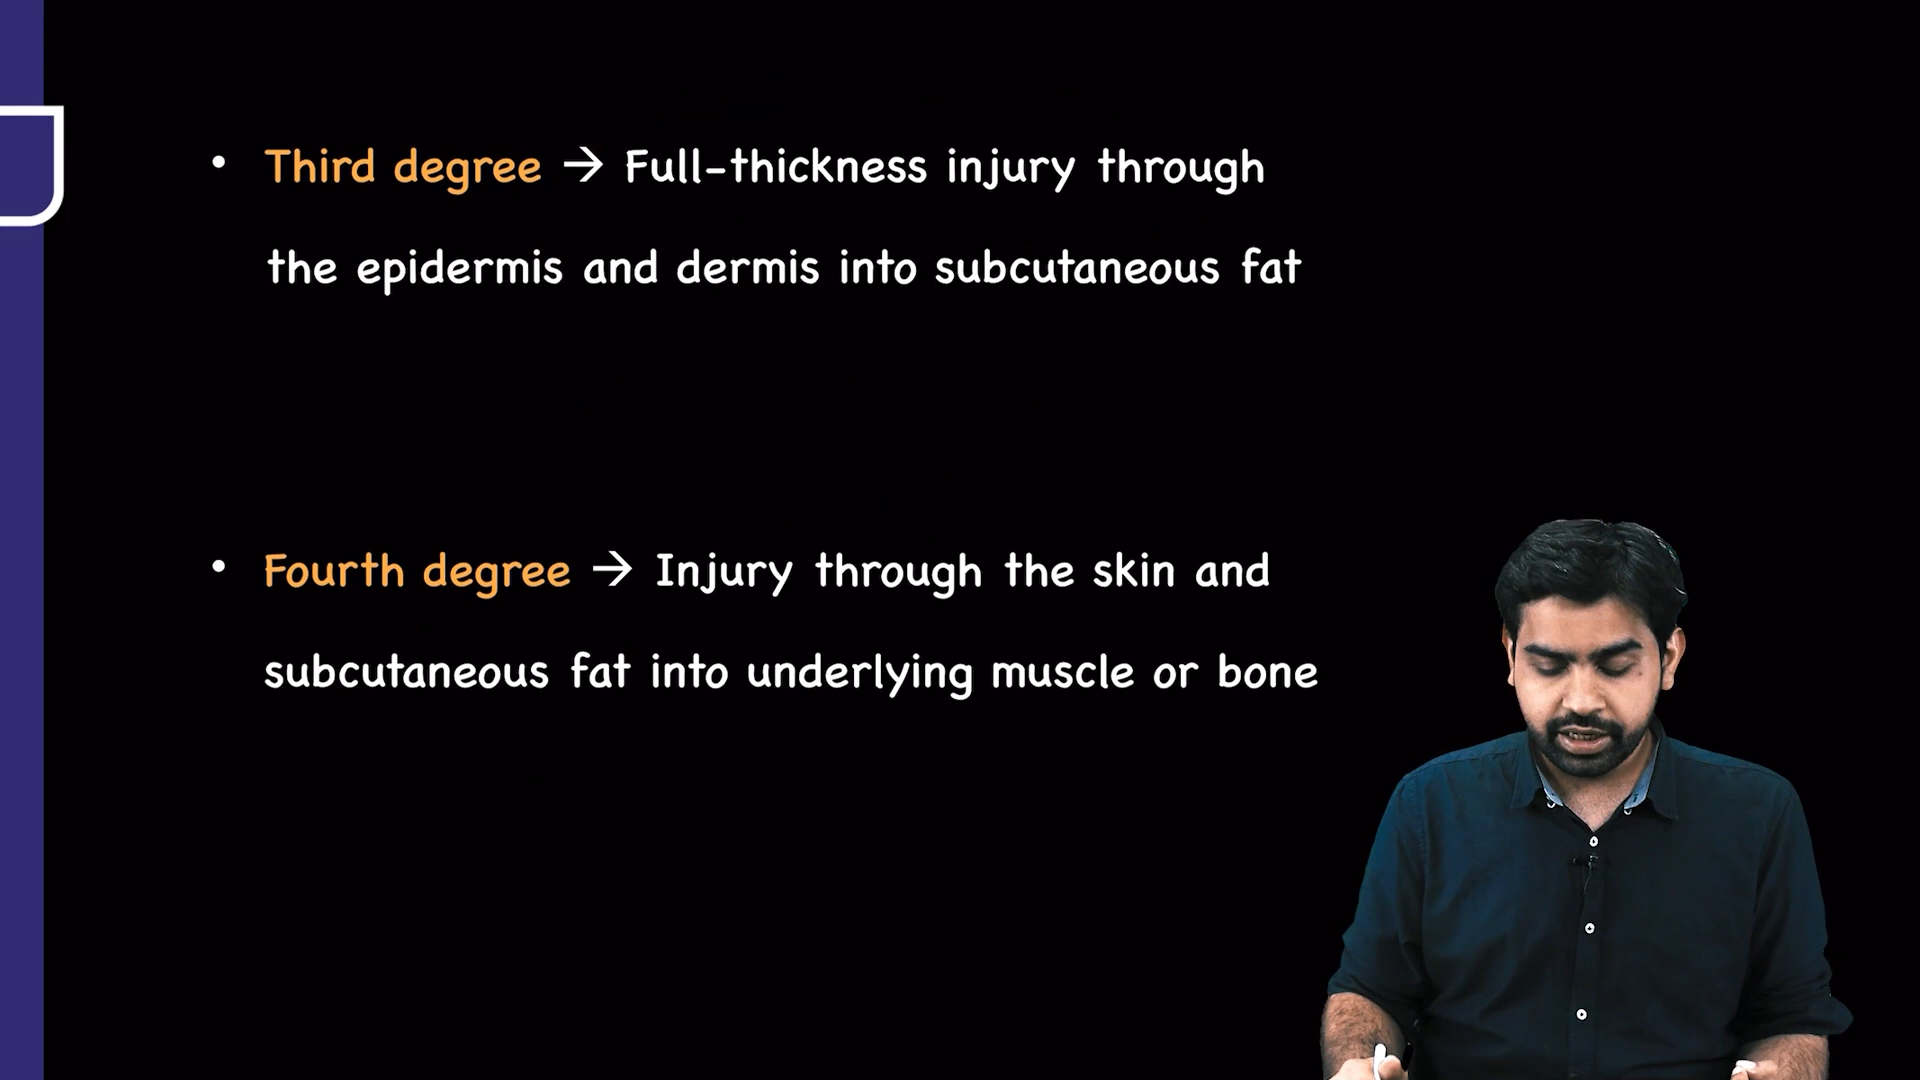 • Third degree → Full-thickness injury through
the epidermis and dermis into subcutaneous fat
• Fourth degree → Injury through the skin and
subcutaneous fat into underlying muscle or bone